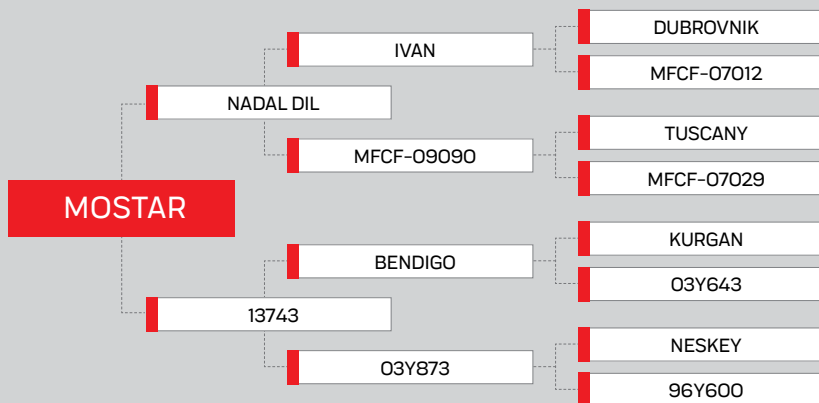 DUBROVNIK
IVAN
MFCF-07012
NADAL DIL
TUSCANY
MFCF-09090
MFCF-07029
MOSTAR
KURGAN
BENDIGO
03Y643
13743
NESKEY
03Y873
96Y600